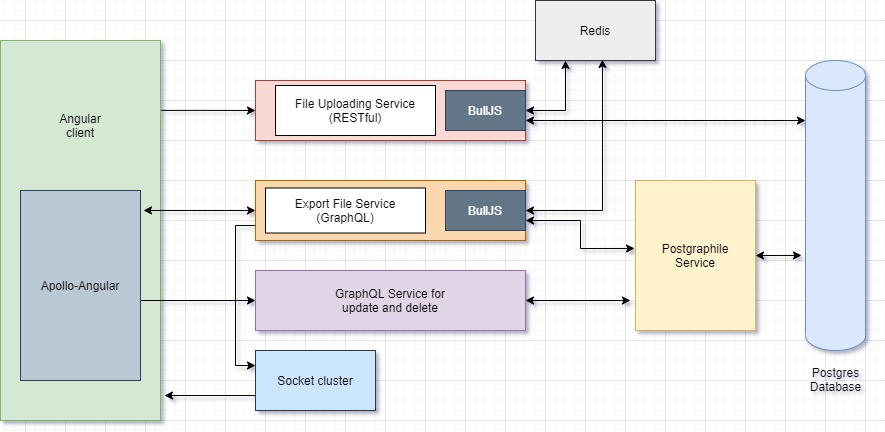 Redis
Angular
client
File Uploading Service
(RESTful)
BullJS
Export File Service
(GraphQL)
BullJS
Postgraphile
Service
Apollo-Angular
GraphQL Service for
update and delete
Socket cluster
Postgres
Database